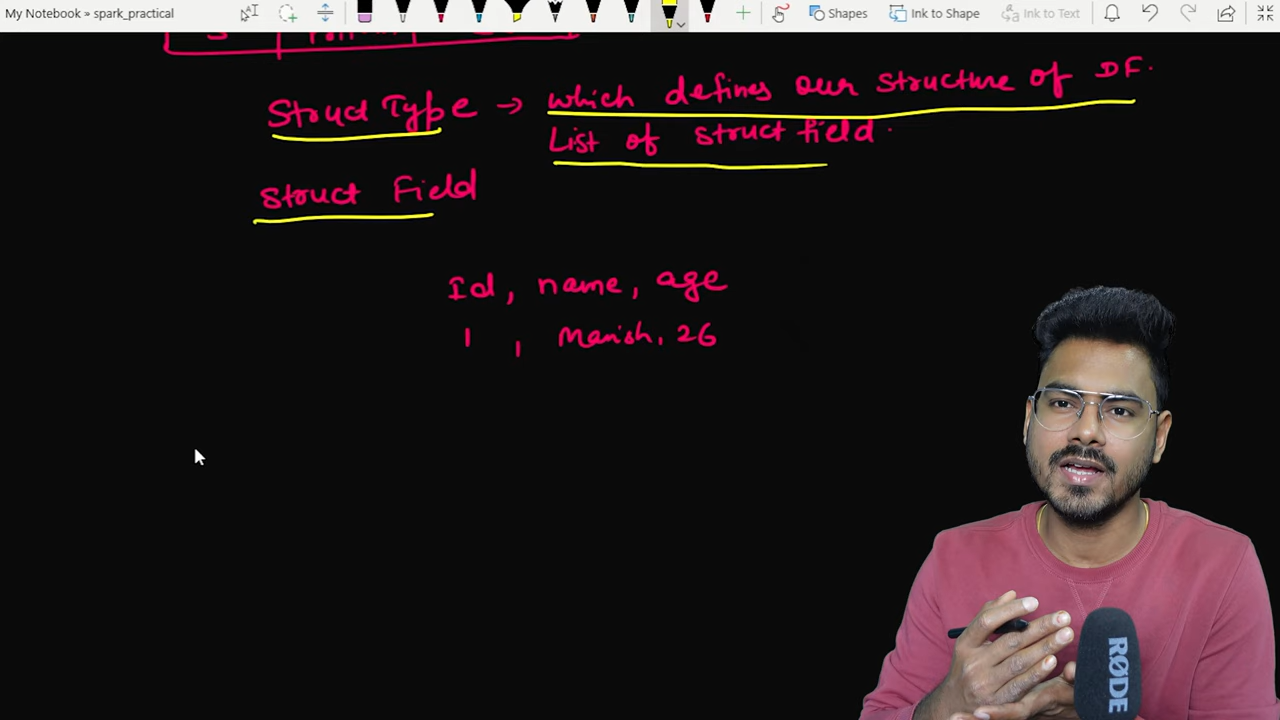 My Notebook » spark_practical
Shapes
Ink to Shape
Ink to Text
Struct Type → which defines our structure of DF.
List of struct field.
Struct Field
Id, name, age
1 , Manish, 26
RØDE